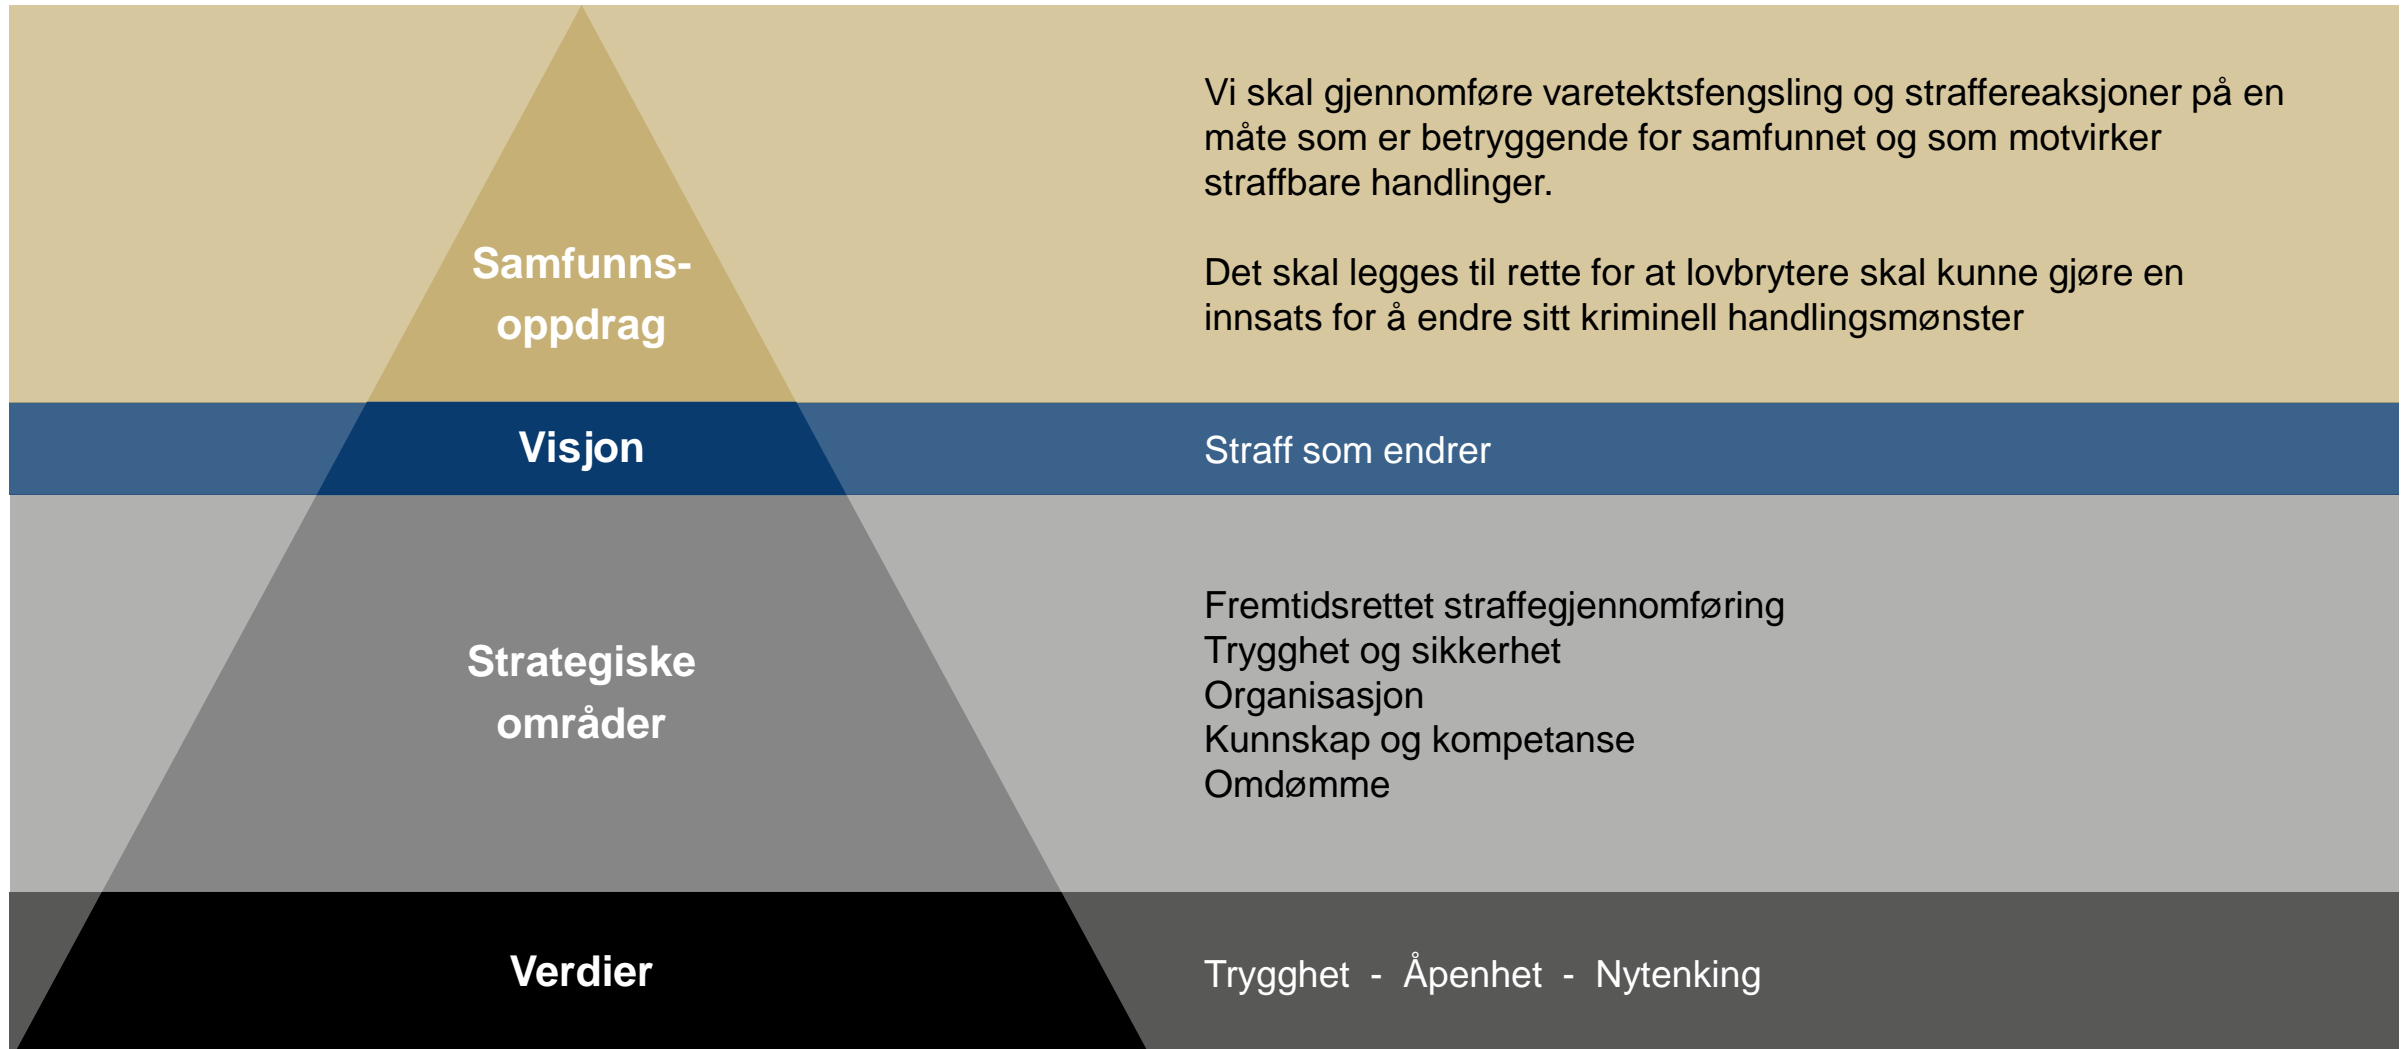 Samfunns-
oppdrag
Vi skal gjennomføre varetektsfengsling og straffereaksjoner på en
måte som er betryggende for samfunnet og som motvirker
straffbare handlinger.
Det skal legges til rette for at lovbrytere skal kunne gjøre en
innsats for å endre sitt kriminell handlingsmønster
Visjon
Straff som endrer
Strategiske
områder
Fremtidsrettet straffegjennomføring
Trygghet og sikkerhet
Organisasjon
Kunnskap og kompetanse
Omdømme
Verdier
Trygghet - Åpenhet - Nytenking